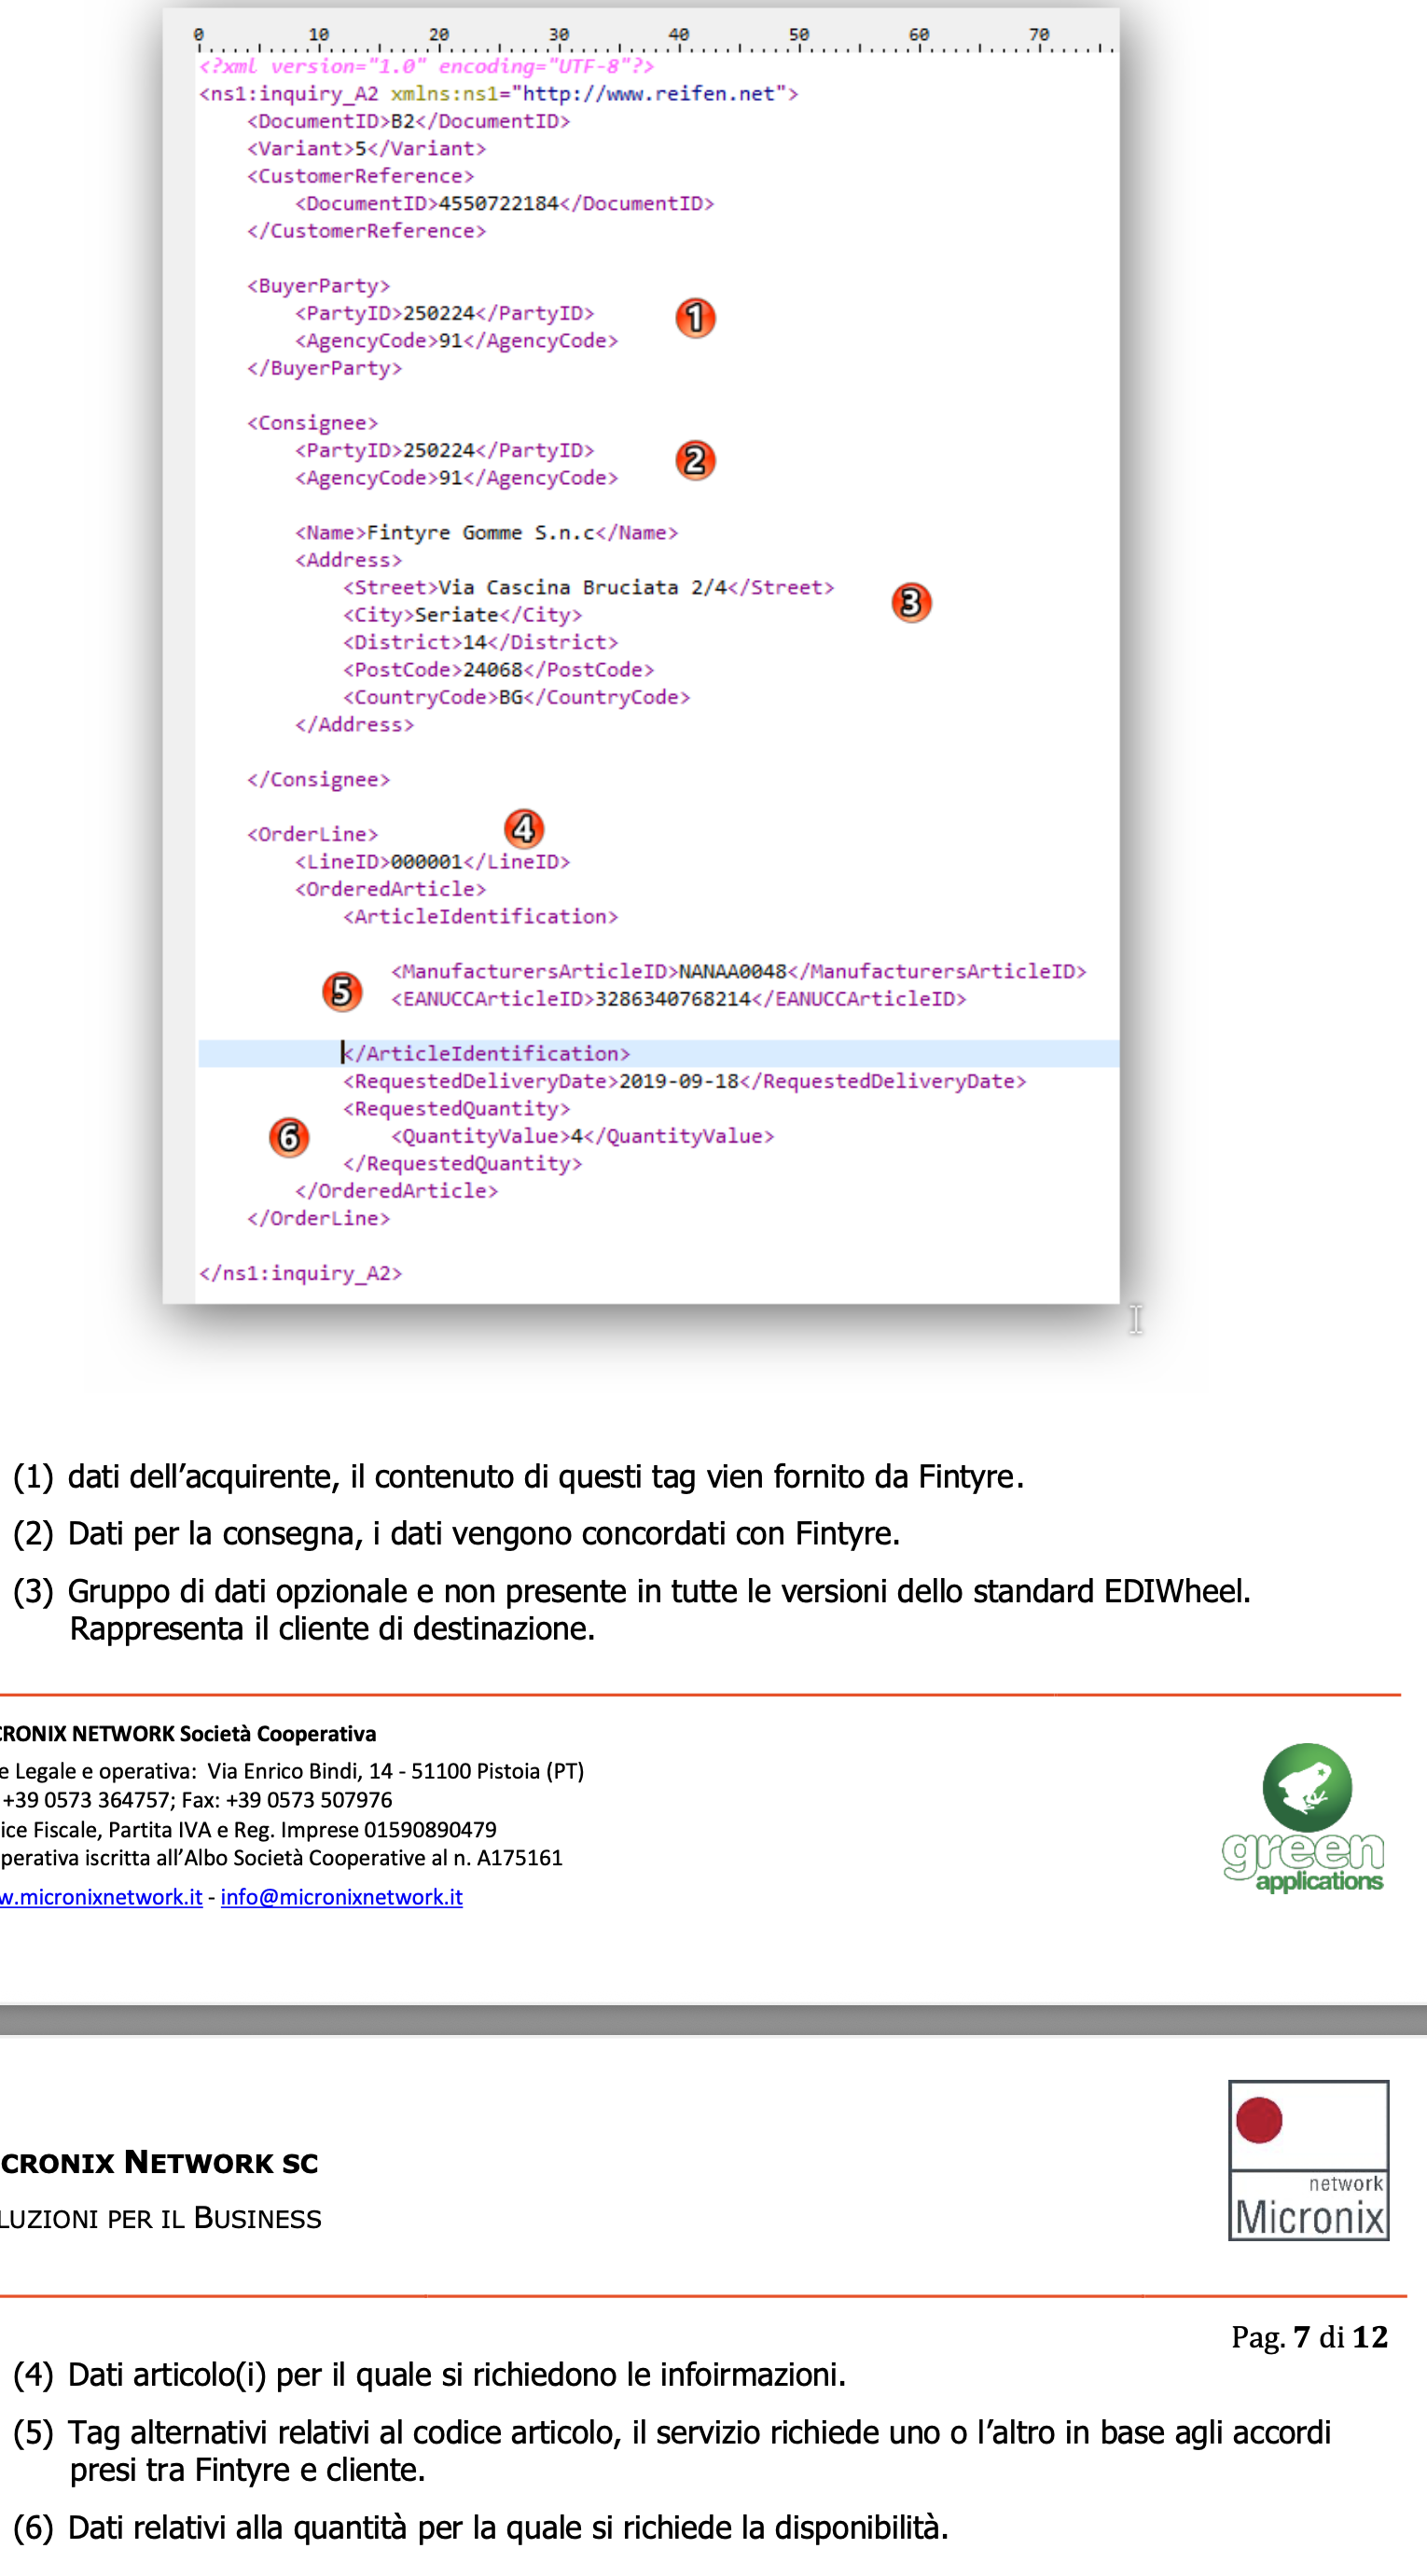 0 10 20 30 40 50 60 70
<?xml version="1.0" encoding="UTF-8"?>
<ns1:inquiry_A2 xmlns:ns1="http://www.reifen.net">
<DocumentID>B2</DocumentID>
<Variant>5</Variant>
<CustomerReference>
<DocumentID>4550722184</DocumentID>
</CustomerReference>
<BuyerParty>
<PartyID>250224</PartyID>
1
<AgencyCode>91</AgencyCode>
</BuyerParty>
<Consignee>
<PartyID>250224</PartyID>
2
<AgencyCode>91</AgencyCode>
<Name>Fintyre Gomme S.n.c</Name>
<Address>
<Street>Via Cascina Bruciata 2/4</Street>
3
<City>Seriate</City>
<District>14</District>
<PostCode>24068</PostCode>
<CountryCode>BG</CountryCode>
</Address>
</Consignee>
4
<OrderLine>
<LineID>000001</LineID>
<OrderedArticle>
<ArticleIdentification>
<ManufacturersArticleID>NANAA0048</ManufacturersArticleID>
5
<EANUCCArticleID>3286340768214</EANUCCArticleID>
</ArticleIdentification>
<RequestedDeliveryDate>2019-09-18</RequestedDeliveryDate>
<RequestedQuantity>
6
<QuantityValue>4</QuantityValue>
</RequestedQuantity>
</OrderedArticle>
</OrderLine>
</ns1:inquiry_A2>
(1) dati dell’acquirente, il contenuto di questi tag vien fornito da Fintyre.
(2) Dati per la consegna, i dati vengono concordati con Fintyre.
(3) Gruppo di dati opzionale e non presente in tutte le versioni dello standard EDIWheel.
Rappresenta il cliente di destinazione.
CRONIX NETWORK Società Cooperativa
e Legale e operativa: Via Enrico Bindi, 14 - 51100 Pistoia (PT)
+39 0573 364757; Fax: +39 0573 507976
ice Fiscale, Partita IVA e Reg. Imprese 01590890479
perativa iscritta all’Albo Società Cooperative al n. A175161
w.micronixnetwork.it - info@micronixnetwork.it
green
applications
network
Micronix
CRONIX NETWORK SC
LUZIONI PER IL BUSINESS
Pag. 7 di 12
(4) Dati articolo(i) per il quale si richiedono le infoirmazioni.
(5) Tag alternativi relativi al codice articolo, il servizio richiede uno o l’altro in base agli accordi
presi tra Fintyre e cliente.
(6) Dati relativi alla quantità per la quale si richiede la disponibilità.